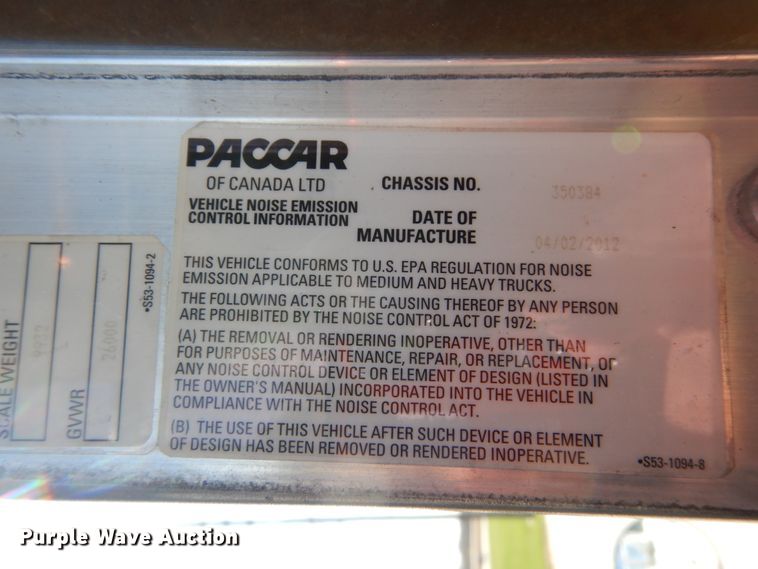 PACCAR
OF CANADA LTD
CHASSIS NO. 350384
VEHICLE NOISE EMISSION
CONTROL INFORMATION
DATE OF
MANUFACTURE 04/02/2012
THIS VEHICLE CONFORMS TO U.S. EPA REGULATION FOR NOISE
EMISSION APPLICABLE TO MEDIUM AND HEAVY TRUCKS.
THE FOLLOWING ACTS OR THE CAUSING THEREOF BY ANY PERSON
ARE PROHIBITED BY THE NOISE CONTROL ACT OF 1972:
(A) THE REMOVAL OR RENDERING INOPERATIVE, OTHER THAN
FOR PURPOSES OF MAINTENANCE, REPAIR, OR REPLACEMENT, OF
ANY NOISE CONTROL DEVICE OR ELEMENT OF DESIGN (LISTED IN
THE OWNER'S MANUAL) INCORPORATED INTO THE VEHICLE IN
COMPLIANCE WITH THE NOISE CONTROL ACT.
(B) THE USE OF THIS VEHICLE AFTER SUCH DEVICE OR ELEMENT
OF DESIGN HAS BEEN REMOVED OR RENDERED INOPERATIVE.
•S53-1094-8
SCALE WEIGHT 9932
GVWR 26000
•S53-1094-2
Purple Wave Auction